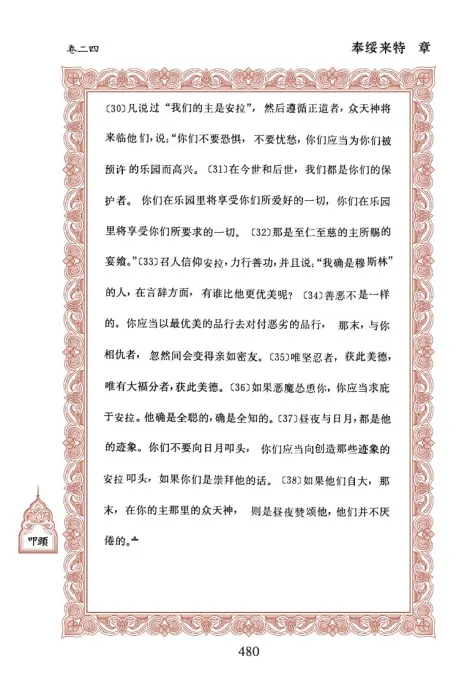 卷二四
奉绥来特 章
〔30〕凡说过“我们的主是安拉”，然后遵循正道者，众天神将
来临他们，说：“你们不要恐惧，不要忧愁，你们应当为你们被
预许的乐园而高兴。〔31〕在今世和后世，我们都是你们的保
护者。你们在乐园里将享受你们所爱好的一切，你们在乐园
里将享受你们所要求的一切。〔32〕那是至仁至慈的主所赐的
宴飨。”〔33〕召人信仰安拉，力行善功，并且说：“我确是穆斯林”
的人，在言辞方面，有谁比他更优美呢？〔34〕善恶不是一样
的。你应当以最优美的品行去对付恶劣的品行，那末，与你
相仇者，忽然间会变得亲如密友。〔35〕唯坚忍者，获此美德，
唯有大福分者，获此美德。〔36〕如果恶魔怂恿你，你应当求庇
于安拉。他确是全聪的，确是全知的。〔37〕昼夜与日月，都是他
的迹象。你们不要向日月叩头，你们应当向创造那些迹象的
安拉叩头，如果你们是崇拜他的话。〔38〕如果他们自大，那
末，在你的主那里的众天神，则是昼夜赞颂他，他们并不厌
倦的。
叩頭
480